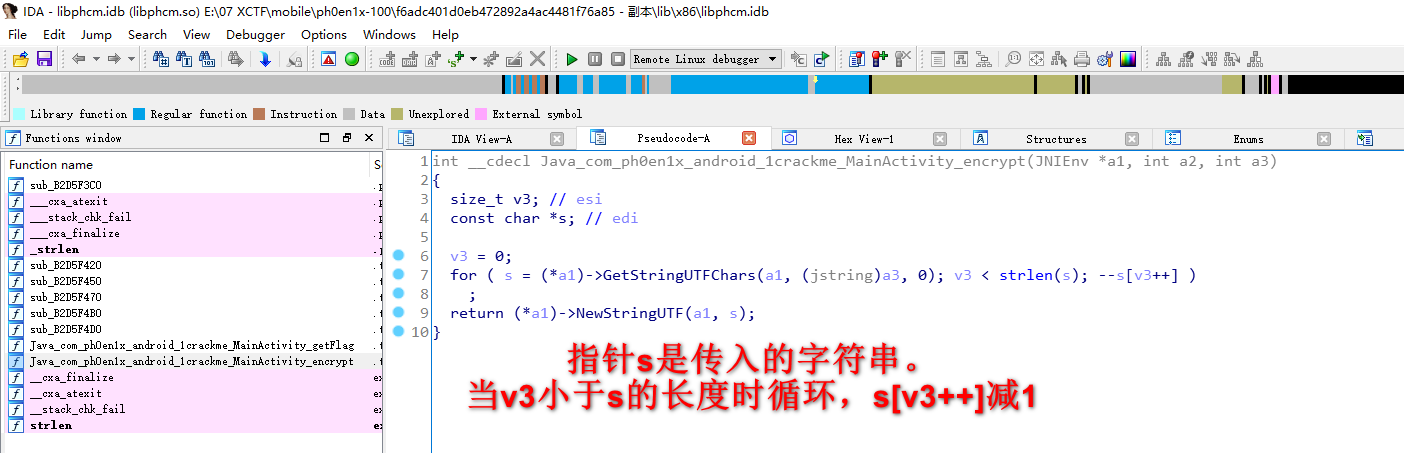 IDA - libphcm.idb (libphcm.so) E:\07 XCTF\mobile\ph0en1x-100\f6adc401d0eb472892a4ac4481f76a85 - 副本\lib\x86\libphcm.idb
File Edit Jump Search View Debugger Options Windows Help
Remote Linux debugger
Library function Regular function Instruction Data Unexplored External symbol
Functions window
IDA View-A Pseudocode-A Hex View-1 Structures Enums
Function name
sub_B2D5F3C0
___cxa_atexit
___stack_chk_fail
___cxa_finalize
_strlen
sub_B2D5F420
sub_B2D5F450
sub_B2D5F470
sub_B2D5F4B0
sub_B2D5F4D0
Java_com_ph0en1x_android_1crackme_MainActivity_getFlag
Java_com_ph0en1x_android_1crackme_MainActivity_encrypt
__cxa_finalize
__cxa_atexit
__stack_chk_fail
strlen
1 int __cdecl Java_com_ph0en1x_android_1crackme_MainActivity_encrypt(JNIEnv *a1, int a2, int a3)
2 {
3 size_t v3; // esi
4 const char *s; // edi
5
6 v3 = 0;
7 for ( s = (*a1)->GetStringUTFChars(a1, (jstring)a3, 0); v3 < strlen(s); --s[v3++] )
8 ;
9 return (*a1)->NewStringUTF(a1, s);
10 }
指针s是传入的字符串。
当v3小于s的长度时循环，s[v3++]减1